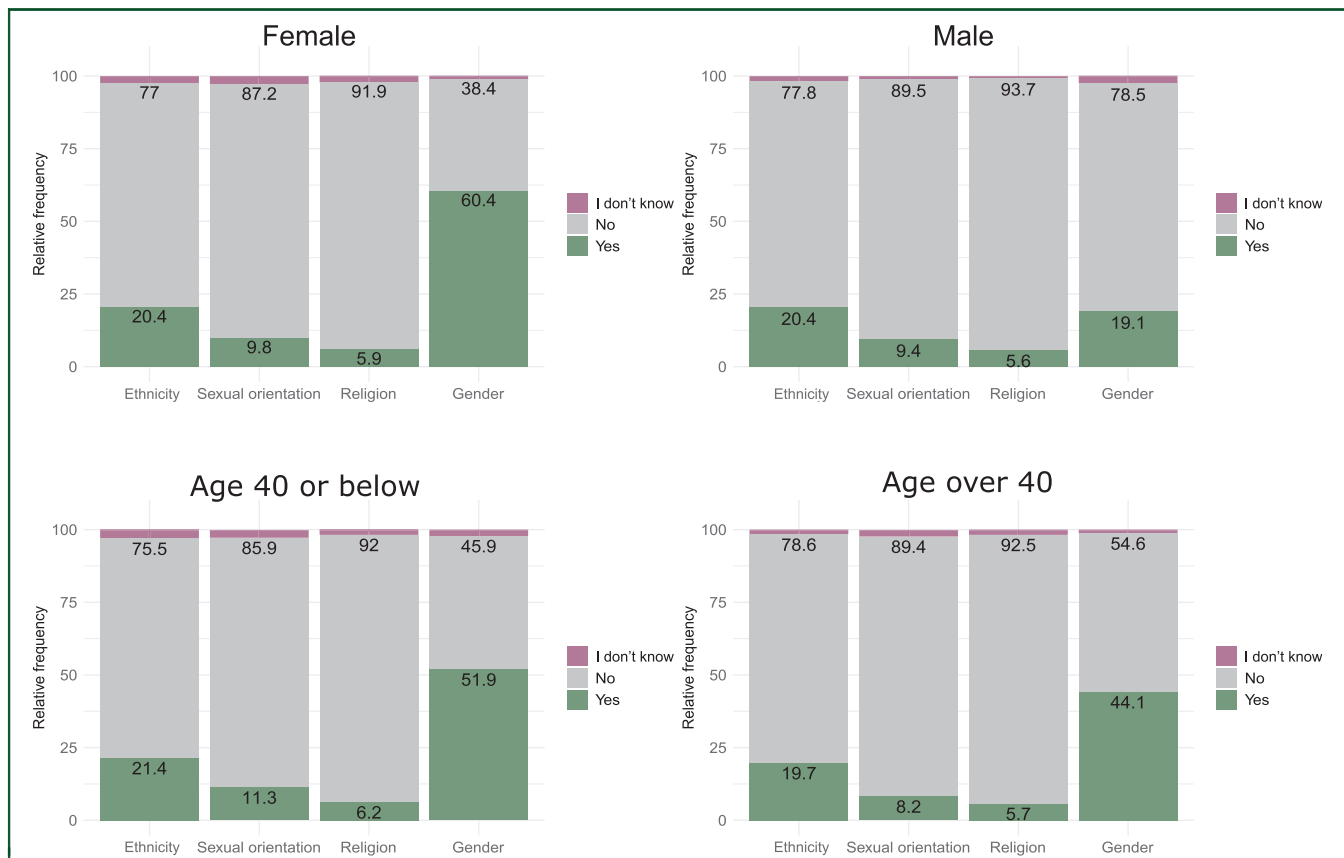 Female
Male
100
77
87.2
91.9
38.4
75
50
25
0
60.4
20.4
9.8
5.9
Relative frequency
Ethnicity
Sexual orientation
Religion
Gender
I don't know
No
Yes
100
77.8
89.5
93.7
78.5
75
50
25
0
20.4
9.4
5.6
19.1
Relative frequency
Ethnicity
Sexual orientation
Religion
Gender
I don't know
No
Yes
Age 40 or below
Age over 40
100
75.5
85.9
92
45.9
75
50
25
0
51.9
21.4
11.3
6.2
Relative frequency
Ethnicity
Sexual orientation
Religion
Gender
I don't know
No
Yes
100
78.6
89.4
92.5
54.6
75
50
25
0
44.1
19.7
8.2
5.7
Relative frequency
Ethnicity
Sexual orientation
Religion
Gender
I don't know
No
Yes